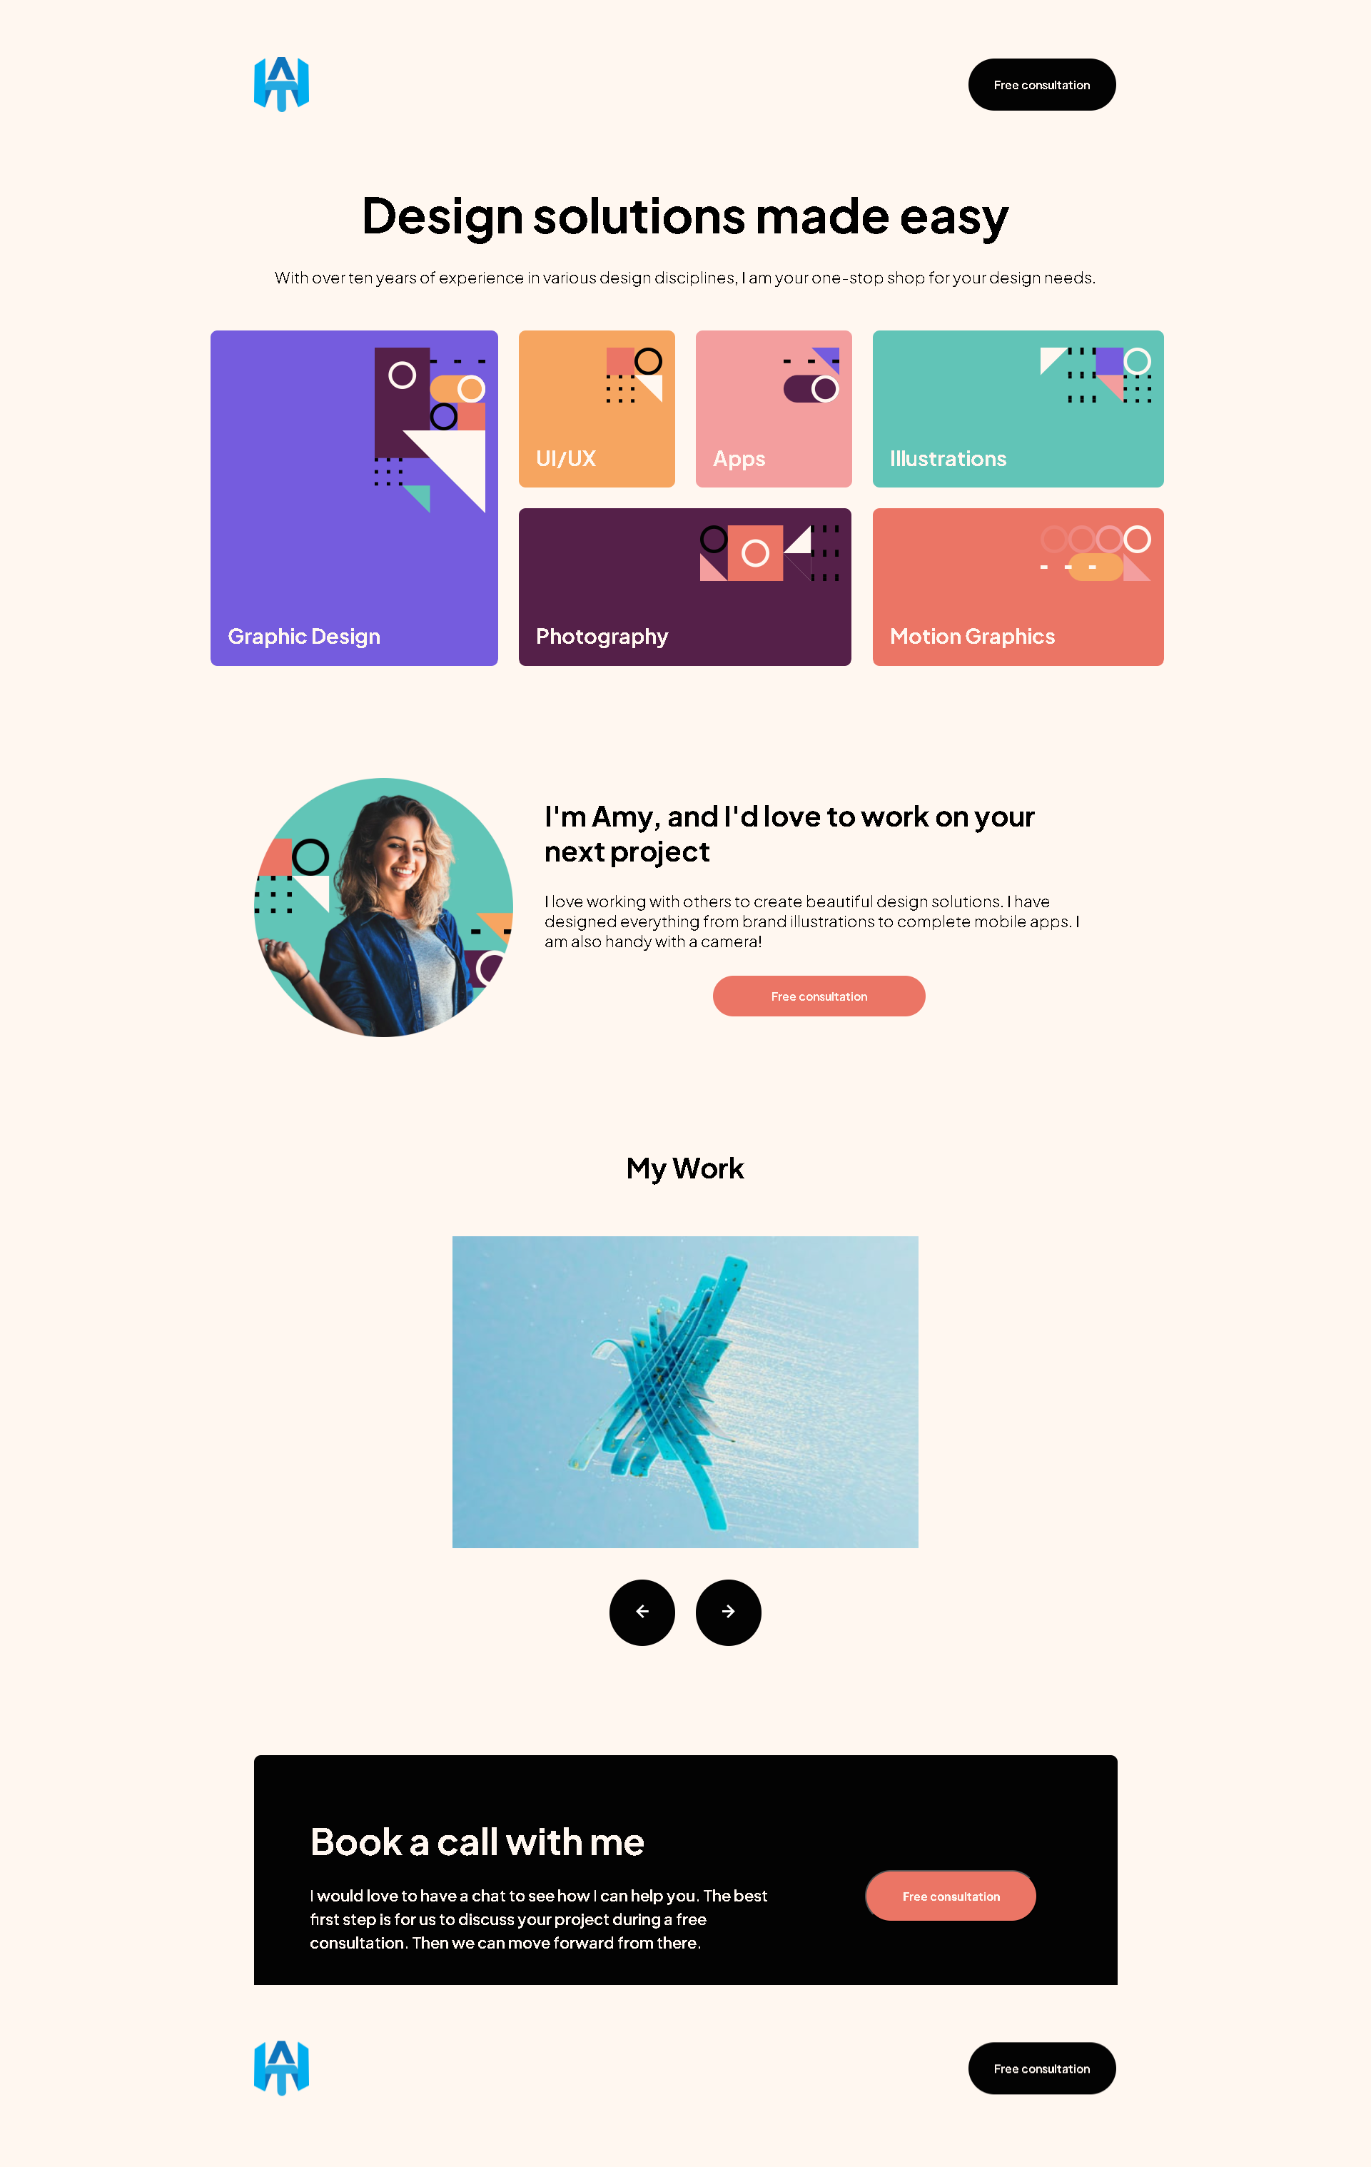 Free consultation
Design solutions made easy
With over ten years of experience in various design disciplines, I am your one-stop shop for your design needs.
Graphic Design
UI/UX
Apps
Illustrations
Photography
Motion Graphics
I'm Amy, and I'd love to work on your
next project
I love working with others to create beautiful design solutions. I have
designed everything from brand illustrations to complete mobile apps. I
am also handy with a camera!
Free consultation
My Work
Book a call with me
I would love to have a chat to see how I can help you. The best
first step is for us to discuss your project during a free
consultation. Then we can move forward from there.
Free consultation
Free consultation